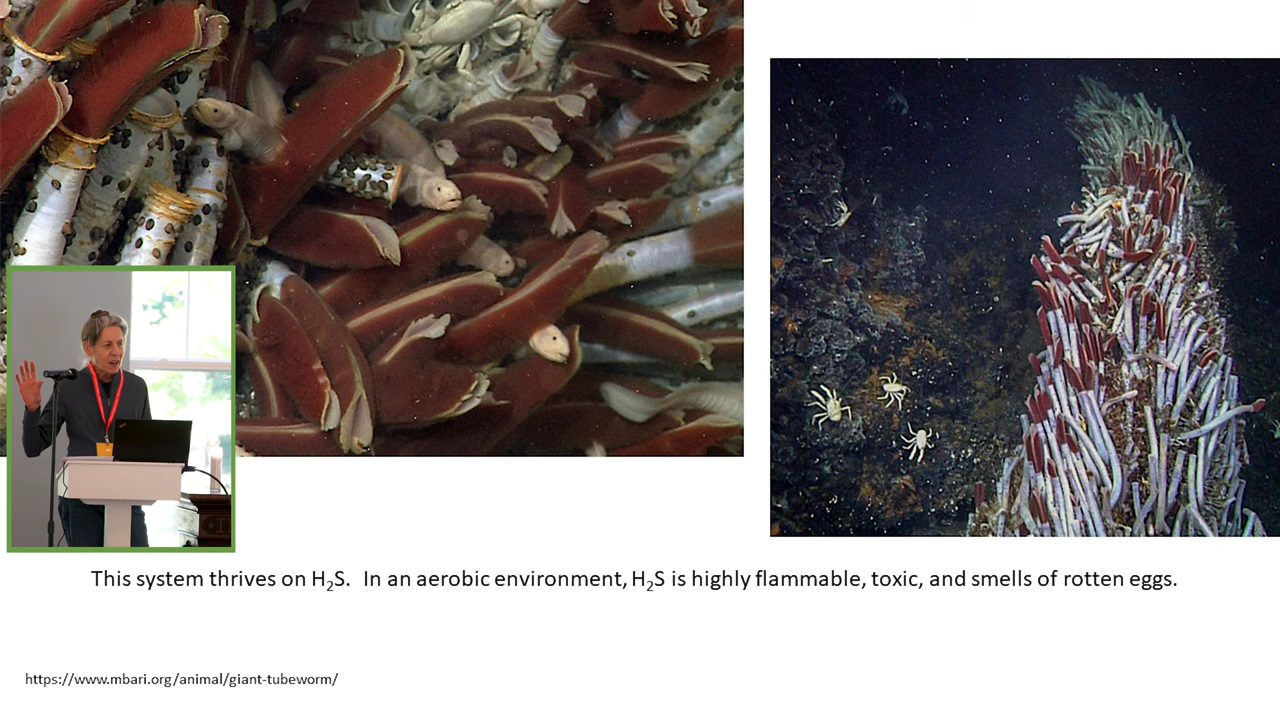 This system thrives on H₂S.  In an aerobic environment, H₂S is highly flammable, toxic, and smells of rotten eggs.
https://www.mbari.org/animal/giant-tubeworm/